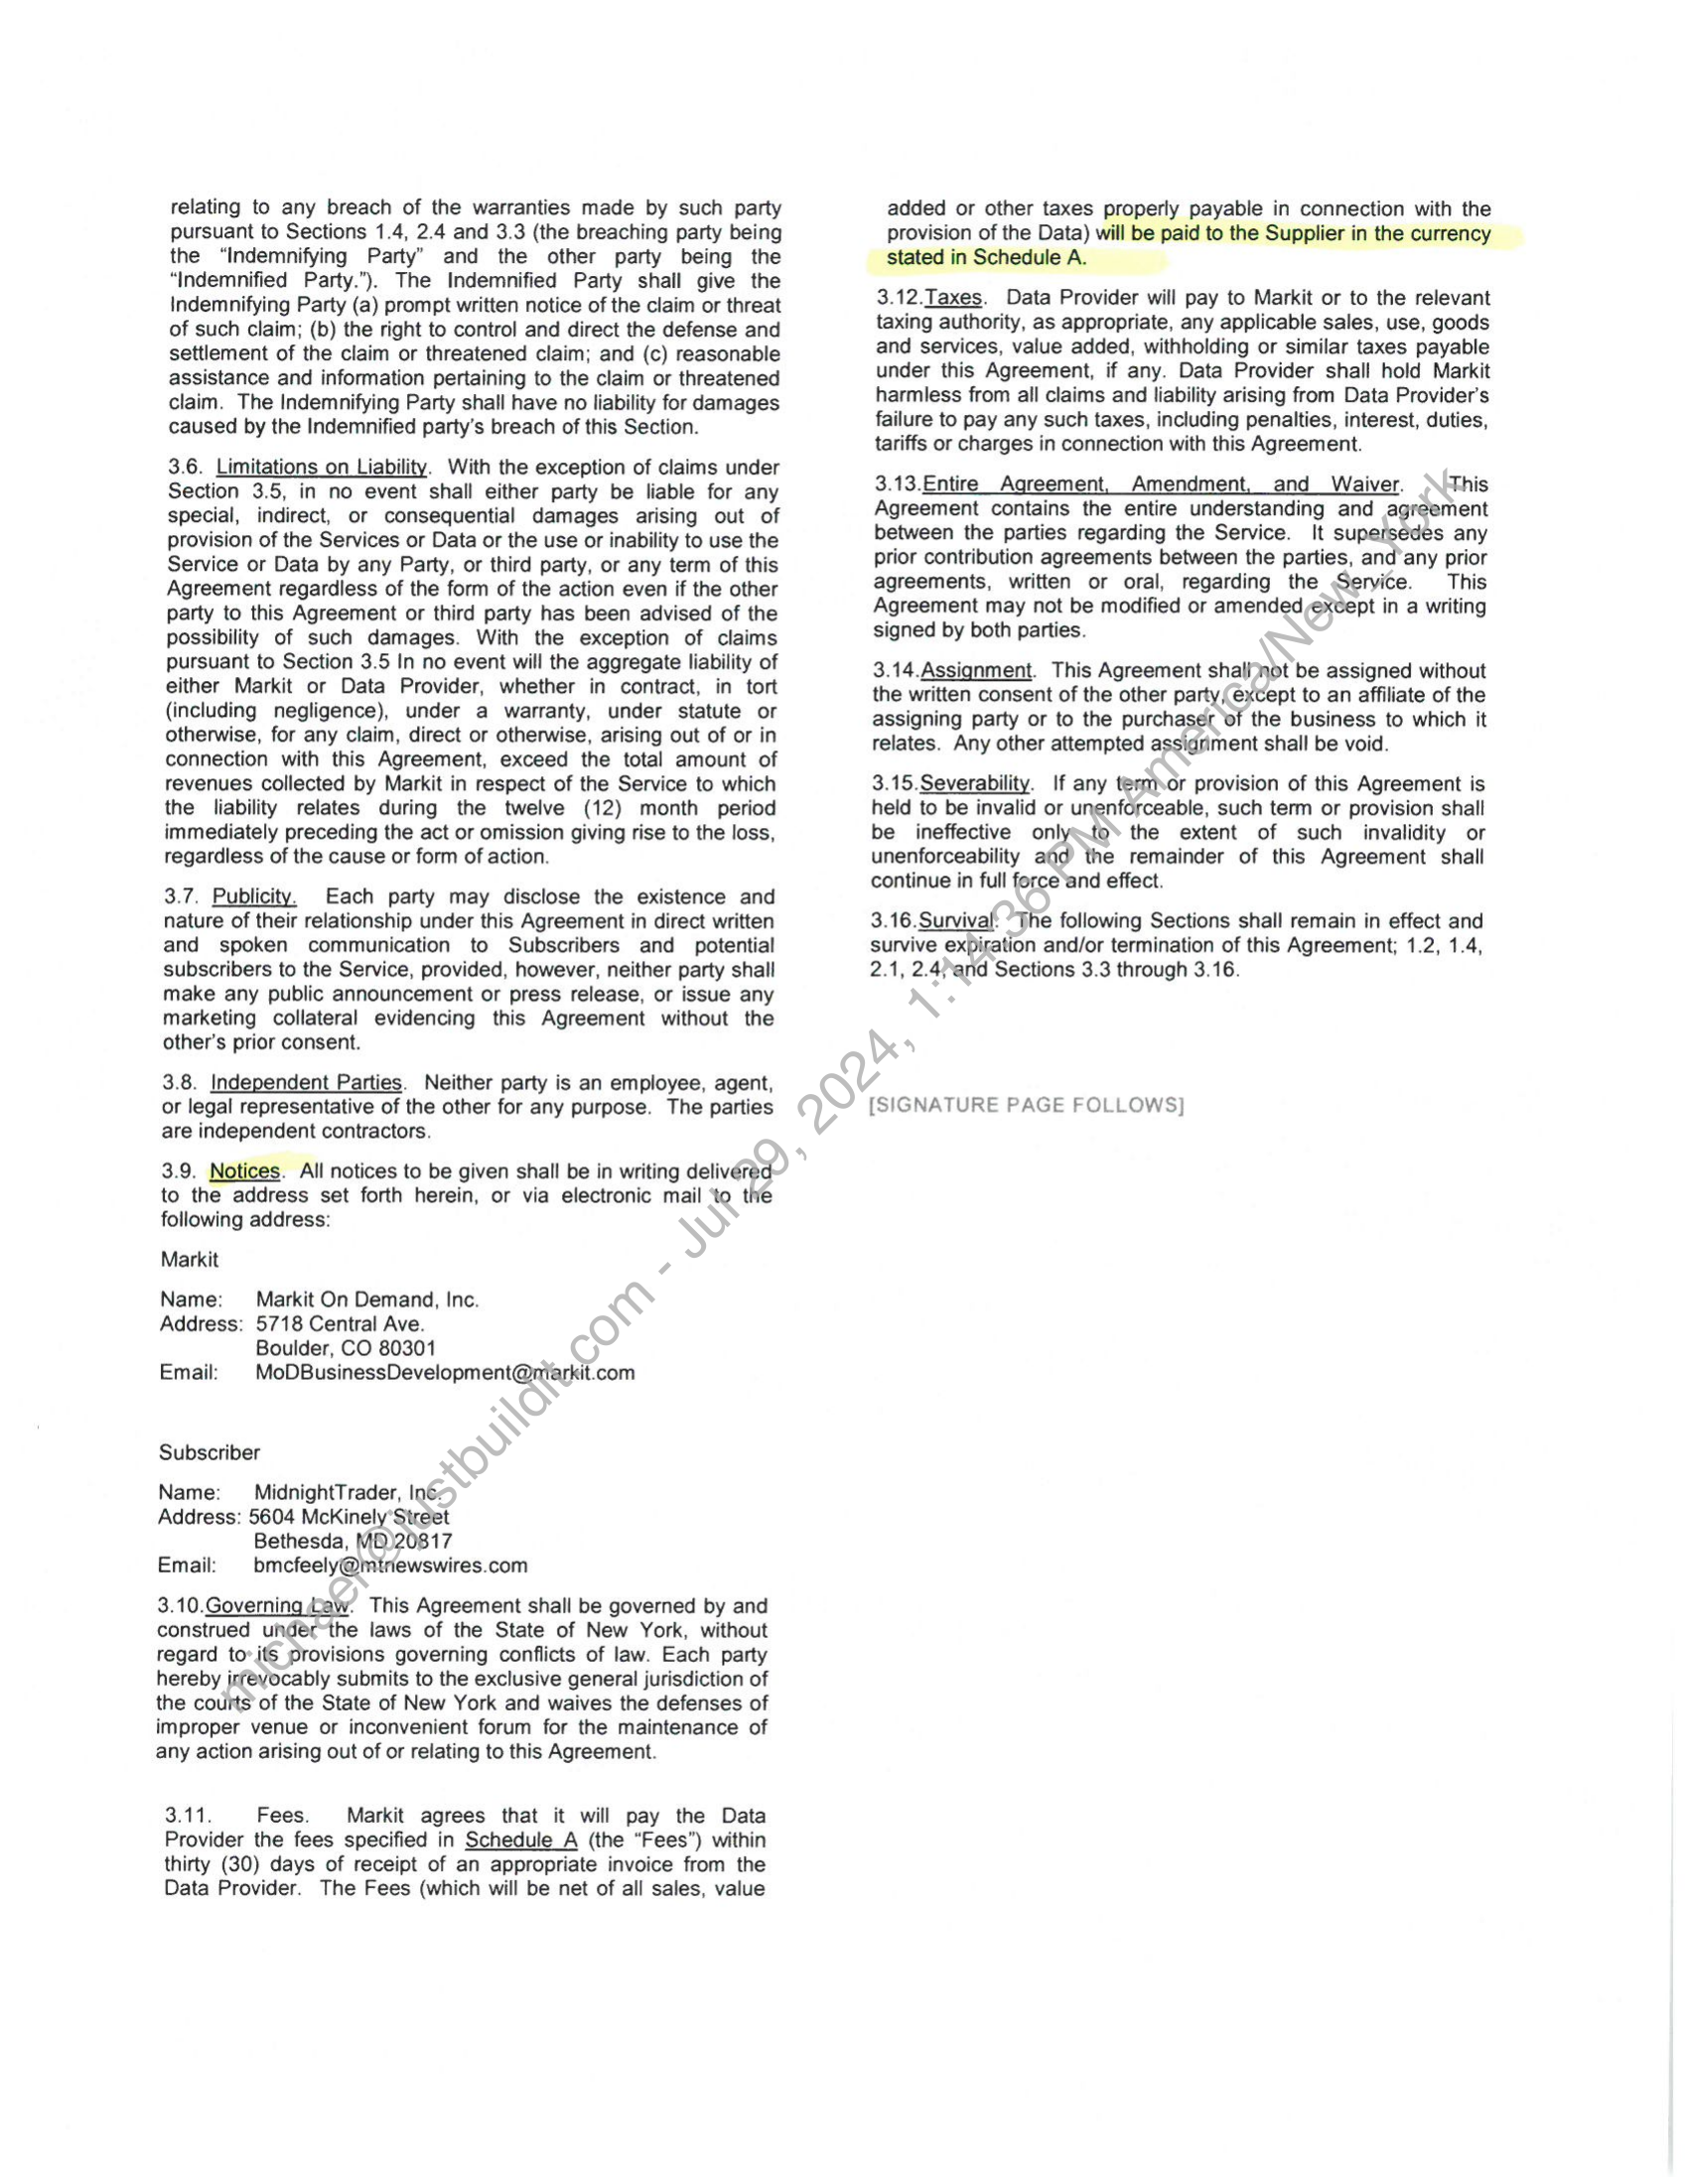 relating to any breach of the warranties made by such party
pursuant to Sections 1.4, 2.4 and 3.3 (the breaching party being
the “Indemnifying Party” and the other party being the
“Indemnified Party.”). The Indemnified Party shall give the
Indemnifying Party (a) prompt written notice of the claim or threat
of such claim; (b) the right to control and direct the defense and
settlement of the claim or threatened claim; and (c) reasonable
assistance and information pertaining to the claim or threatened
claim. The Indemnifying Party shall have no liability for damages
caused by the Indemnified party’s breach of this Section.
3.6. Limitations on Liability. With the exception of claims under
Section 3.5, in no event shall either party be liable for any
special, indirect, or consequential damages arising out of
provision of the Services or Data or the use or inability to use the
Service or Data by any Party, or third party, or any term of this
Agreement regardless of the form of the action even if the other
party to this Agreement or third party has been advised of the
possibility of such damages. With the exception of claims
pursuant to Section 3.5 In no event will the aggregate liability of
either Markit or Data Provider, whether in contract, in tort
(including negligence), under a warranty, under statute or
otherwise, for any claim, direct or otherwise, arising out of or in
connection with this Agreement, exceed the total amount of
revenues collected by Markit in respect of the Service to which
the liability relates during the twelve (12) month period
immediately preceding the act or omission giving rise to the loss,
regardless of the cause or form of action.
3.7. Publicity. Each party may disclose the existence and
nature of their relationship under this Agreement in direct written
and spoken communication to Subscribers and potential
subscribers to the Service, provided, however, neither party shall
make any public announcement or press release, or issue any
marketing collateral evidencing this Agreement without the
other’s prior consent.
3.8. Independent Parties. Neither party is an employee, agent,
or legal representative of the other for any purpose. The parties
are independent contractors.
3.9. Notices. All notices to be given shall be in writing delivered
to the address set forth herein, or via electronic mail to the
following address:
Markit
Name: Markit On Demand, Inc.
Address: 5718 Central Ave.
Boulder, CO 80301
Email: MoDBusinessDevelopment@markit.com
Subscriber
Name: MidnightTrader, Inc.
Address: 5604 McKinely Street
Bethesda, MD 20817
Email: bmcfeely@mtnewswires.com
3.10.Governing Law. This Agreement shall be governed by and
construed under the laws of the State of New York, without
regard to its provisions governing conflicts of law. Each party
hereby irrevocably submits to the exclusive general jurisdiction of
the courts of the State of New York and waives the defenses of
improper venue or inconvenient forum for the maintenance of
any action arising out of or relating to this Agreement.
3.11. Fees. Markit agrees that it will pay the Data
Provider the fees specified in Schedule A (the “Fees”) within
thirty (30) days of receipt of an appropriate invoice from the
Data Provider. The Fees (which will be net of all sales, value
added or other taxes properly payable in connection with the
provision of the Data) will be paid to the Supplier in the currency
stated in Schedule A.
3.12.Taxes. Data Provider will pay to Markit or to the relevant
taxing authority, as appropriate, any applicable sales, use, goods
and services, value added, withholding or similar taxes payable
under this Agreement, if any. Data Provider shall hold Markit
harmless from all claims and liability arising from Data Provider’s
failure to pay any such taxes, including penalties, interest, duties,
tariffs or charges in connection with this Agreement.
3.13.Entire Agreement, Amendment, and Waiver. This
Agreement contains the entire understanding and agreement
between the parties regarding the Service. It supersedes any
prior contribution agreements between the parties, and any prior
agreements, written or oral, regarding the Service. This
Agreement may not be modified or amended except in a writing
signed by both parties.
3.14.Assignment. This Agreement shall not be assigned without
the written consent of the other party, except to an affiliate of the
assigning party or to the purchaser of the business to which it
relates. Any other attempted assignment shall be void.
3.15.Severability. If any term or provision of this Agreement is
held to be invalid or unenforceable, such term or provision shall
be ineffective only to the extent of such invalidity or
unenforceability and the remainder of this Agreement shall
continue in full force and effect.
3.16.Survival. The following Sections shall remain in effect and
survive expiration and/or termination of this Agreement; 1.2, 1.4,
2.1, 2.4, and Sections 3.3 through 3.16.
[SIGNATURE PAGE FOLLOWS]
michael@justbuildit.com - Jul 29, 2024, 1:14:36 PM America/New_York